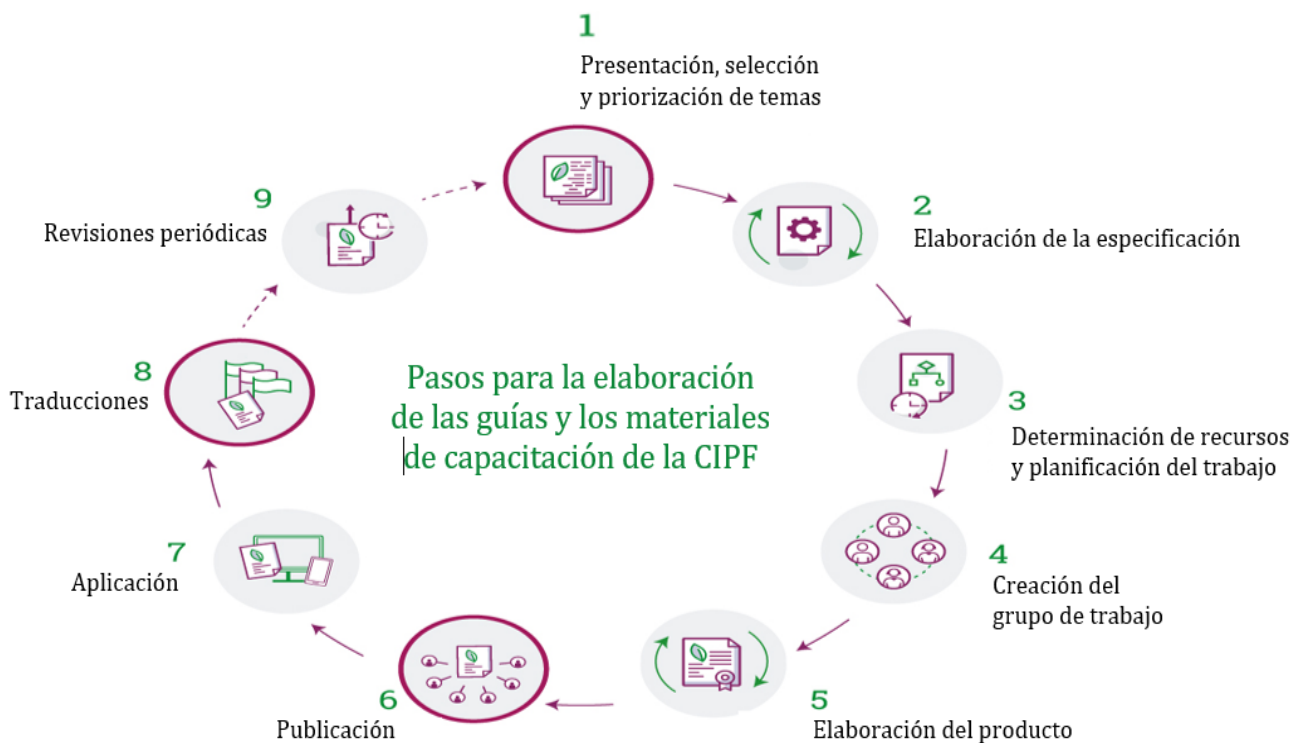 1
Presentación, selección
y priorización de temas
2
Elaboración de la especificación
3
Determinación de recursos
y planificación del trabajo
4
Creación del
grupo de trabajo
5
Elaboración del producto
6
Publicación
7
Aplicación
8
Traducciones
9
Revisiones periódicas
Pasos para la elaboración
de las guías y los materiales
de capacitación de la CIPF